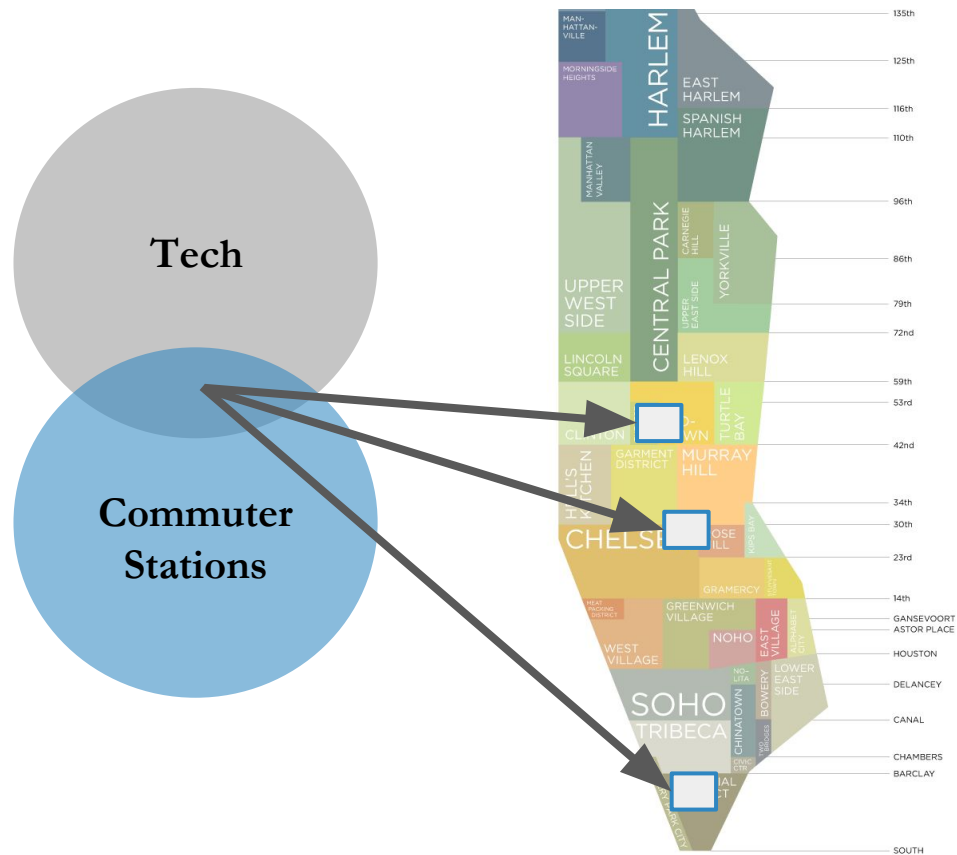 Tech
Commuter
Stations
MAN-
HATTAN-
VILLE
MORNINGSIDE
HEIGHTS
HARLEM
EAST
HARLEM
SPANISH
HARLEM
MANHATTAN
VALLEY
CENTRAL PARK
CARNEGIE
HILL
YORKVILLE
UPPER
WEST
SIDE
UPPER
EAST SIDE
LINCOLN
SQUARE
LENOX
HILL
CLINTON
TURTLE
BAY
HELL'S
KITCHEN
GARMENT
DISTRICT
MURRAY
HILL
CHELSE
KIPS BAY
GRAMERCY
MEAT
PACKING
DISTRICT
GREENWICH
VILLAGE
WEST
VILLAGE
NOHO
EAST
VILLAGE
ALPHABET
CITY
NO-
LITA
BOWERY
LOWER
EAST
SIDE
SOHO
CHINATOWN
TWO
BRIDGES
TRIBECA
CIVIC
CTR
PARK CITY
135th
125th
116th
110th
96th
86th
79th
72nd
59th
53rd
42nd
34th
30th
23rd
14th
GANSEVOORT
ASTOR PLACE
HOUSTON
DELANCEY
CANAL
CHAMBERS
BARCLAY
SOUTH